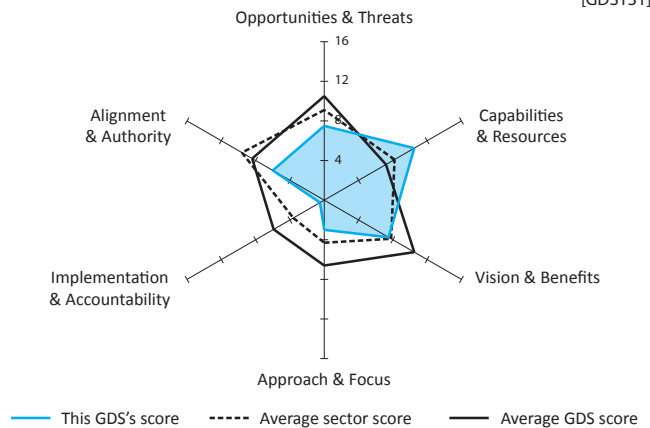 Opportunities & Threats
16
12
8
4
Alignment
& Authority
Capabilities
& Resources
Implementation
& Accountability
Vision & Benefits
Approach & Focus
This GDS's score
Average sector score
Average GDS score